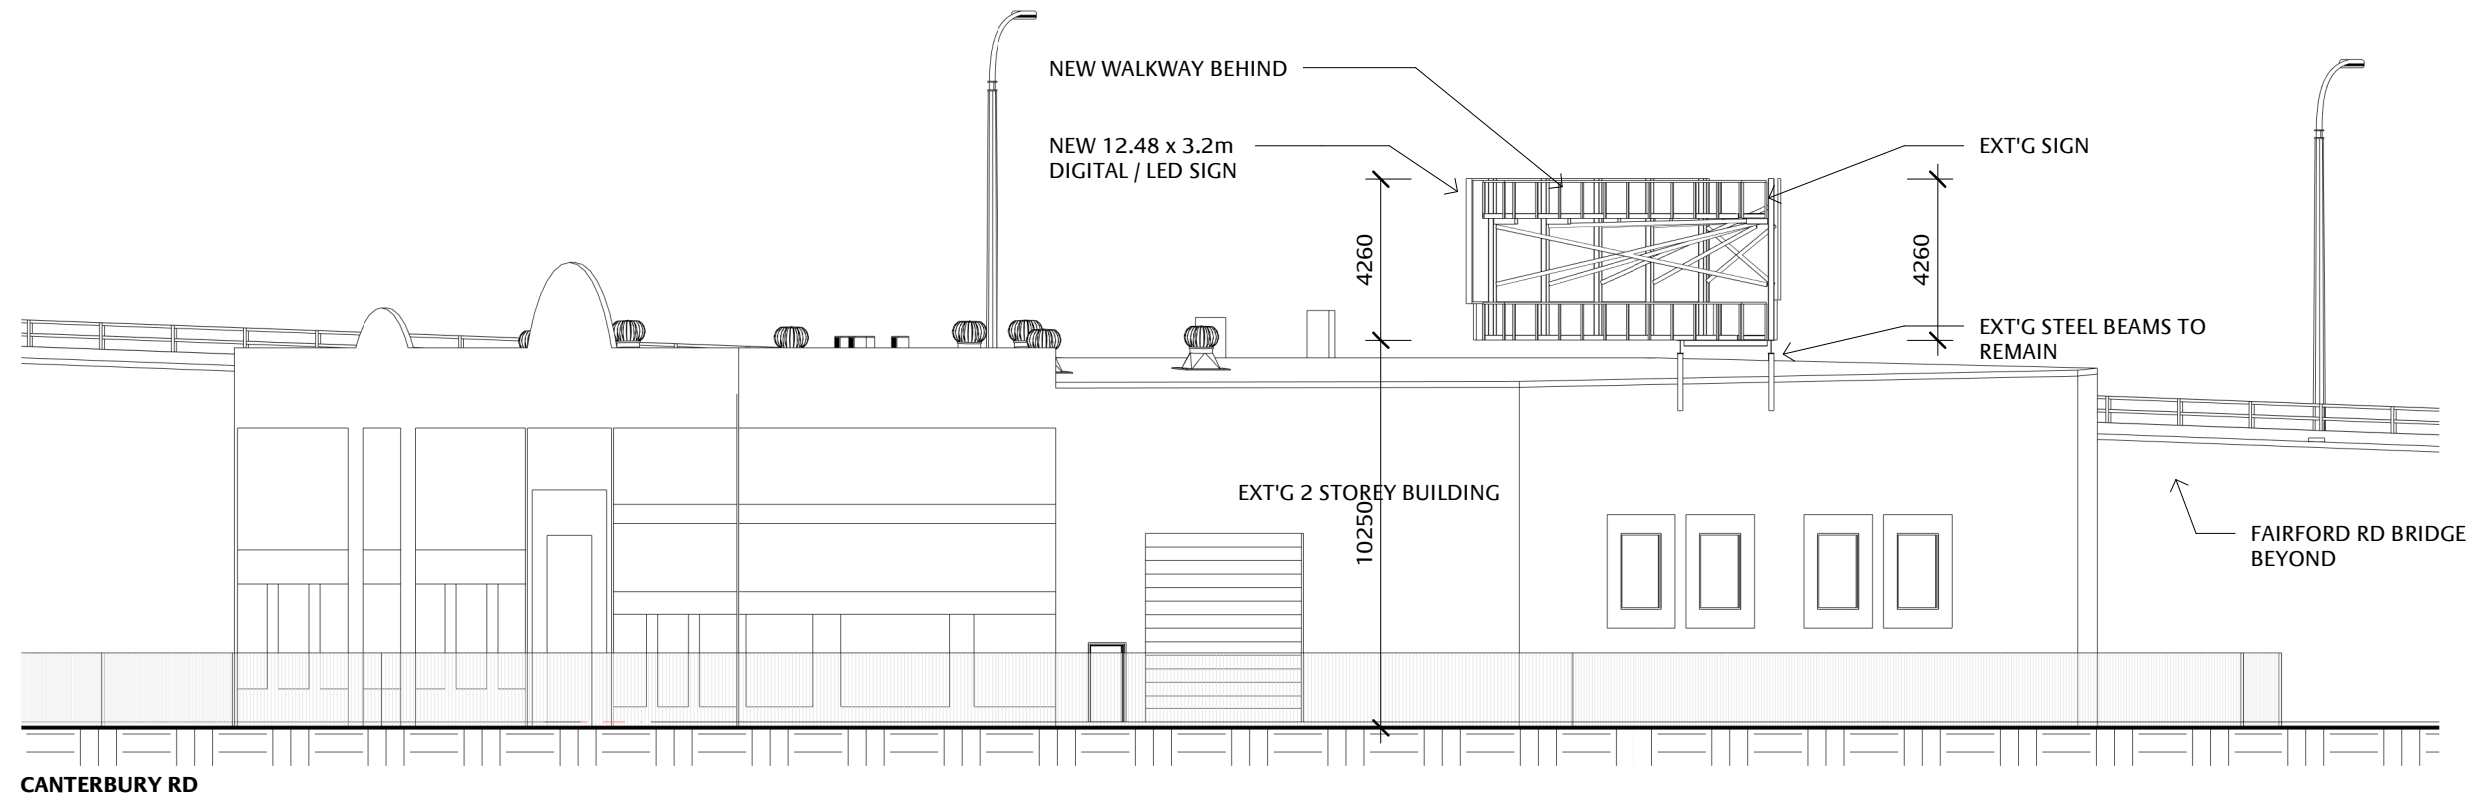 NEW WALKWAY BEHIND
NEW 12.48 x 3.2m
DIGITAL / LED SIGN
EXT'G SIGN
4260
4260
EXT'G STEEL BEAMS TO
REMAIN
EXT'G 2 STOREY BUILDING
10250
FAIRFORD RD BRIDGE
BEYOND
CANTERBURY RD